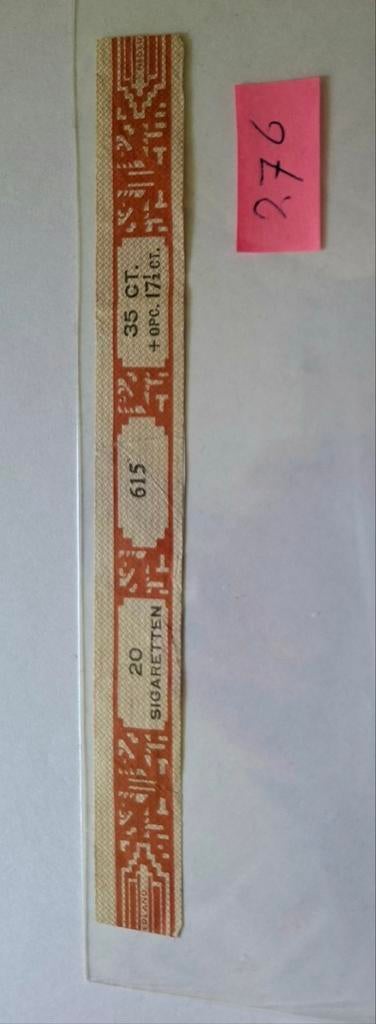 20
SIGARETTEN
615
35 CT.
+ OPC. 17½ CT.
276